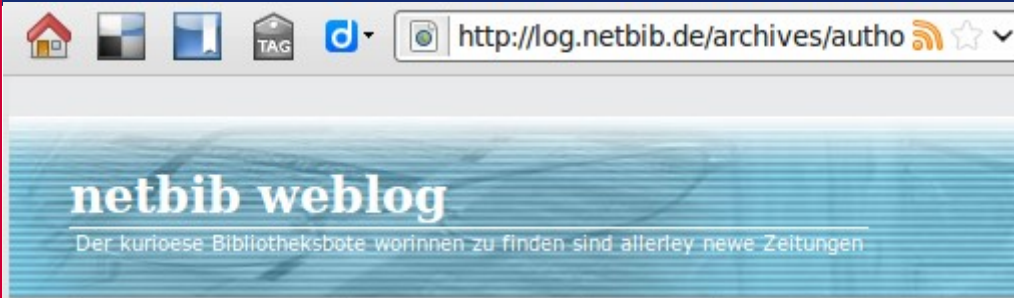 TAG
d
http://log.netbib.de/archives/autho
netbib weblog
Der kurioese Bibliotheksbote worinnen zu finden sind allerley newe Zeitungen